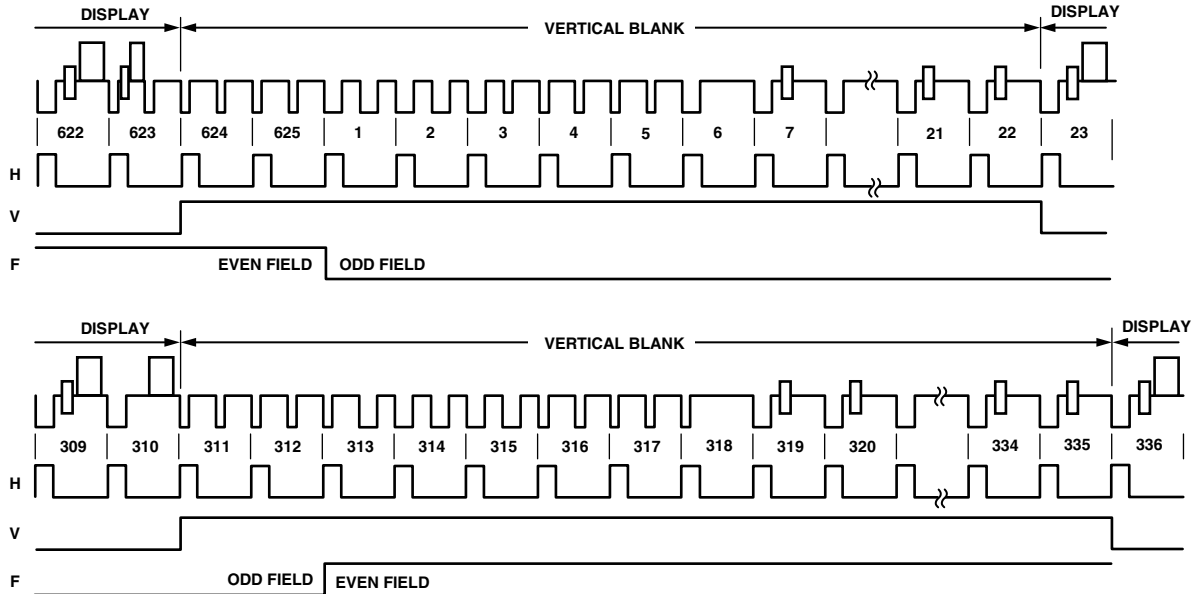 DISPLAY VERTICAL BLANK DISPLAY
622 623 624 625 1 2 3 4 5 6 7 21 22 23
H
V
F EVEN FIELD ODD FIELD
DISPLAY VERTICAL BLANK DISPLAY
309 310 311 312 313 314 315 316 317 318 319 320 334 335 336
H
V
F ODD FIELD EVEN FIELD